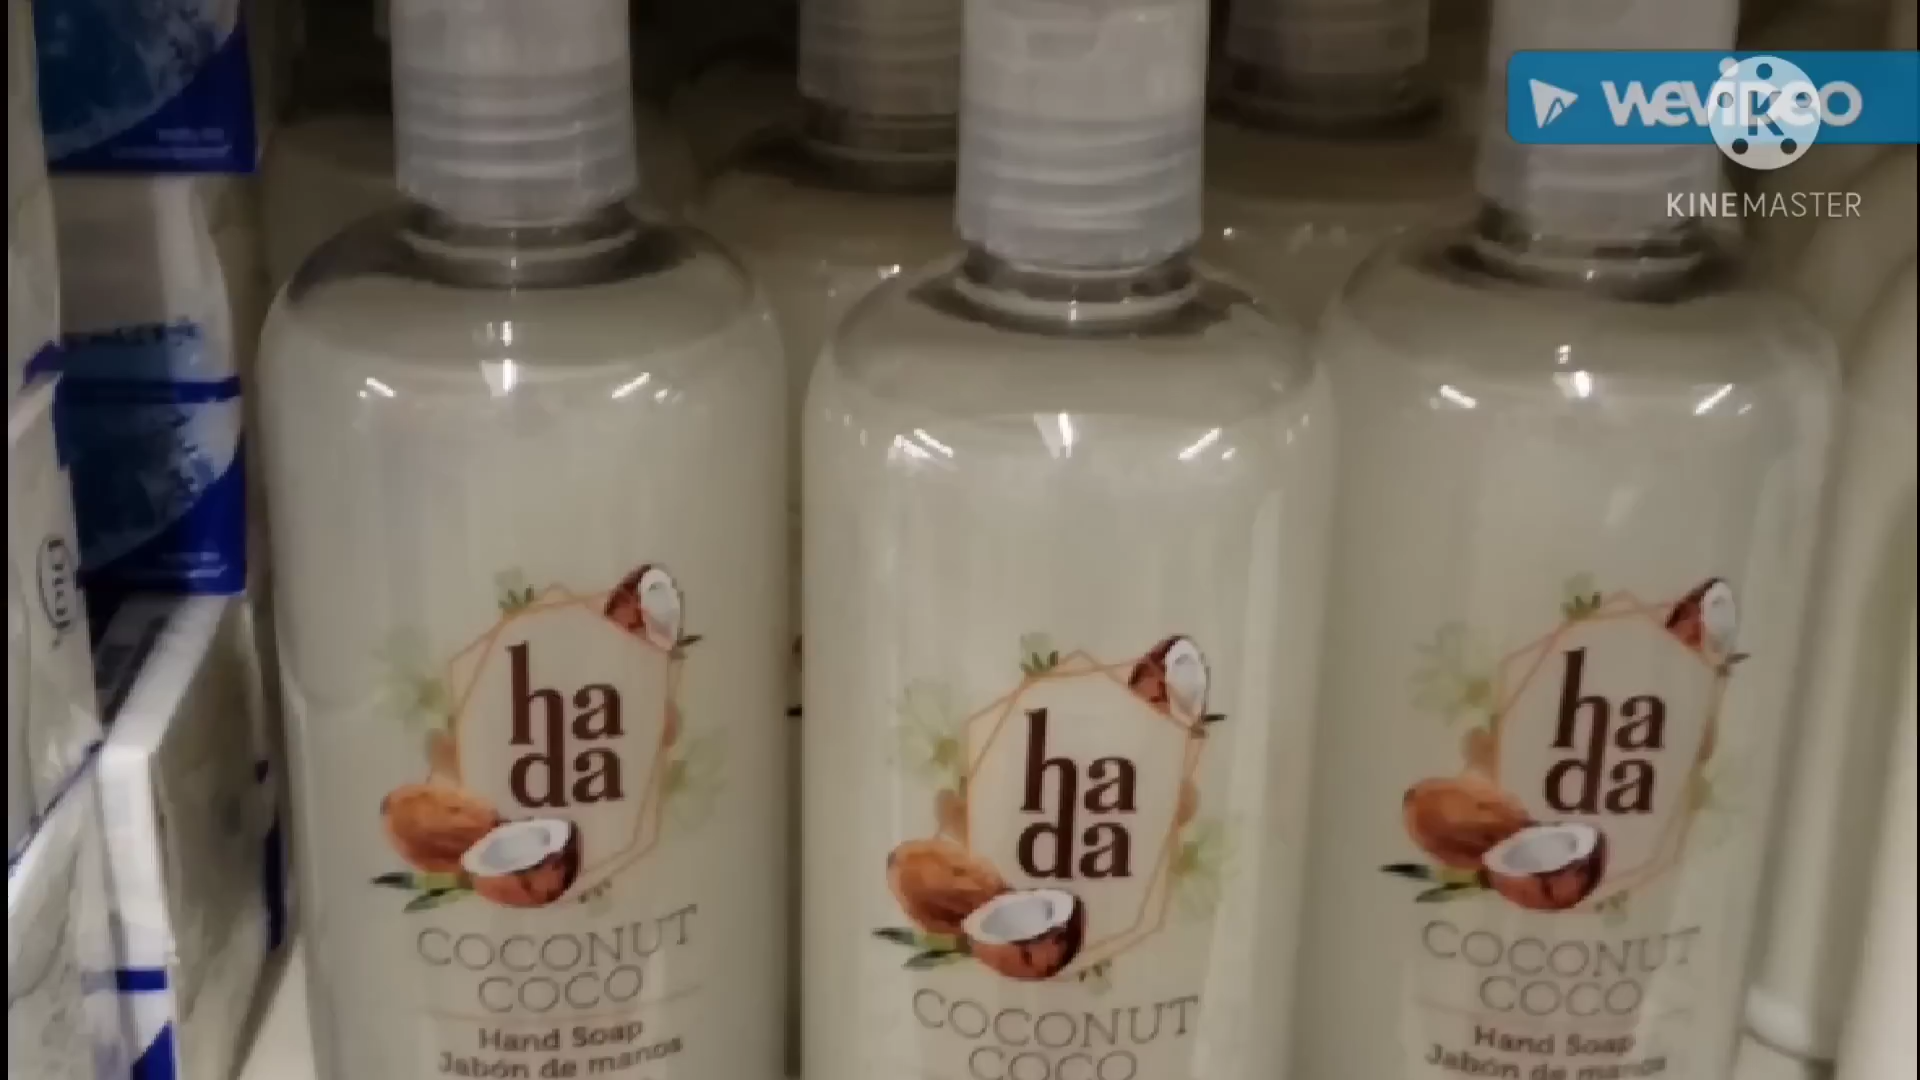 wevideo
KINEMASTER
ha
da
COCONUT
COCO
Hand Soap
Jabón de manos
ha
da
COCONUT
COCO
ha
da
COCONUT
COCO
Hand Soap
Jabón de manos